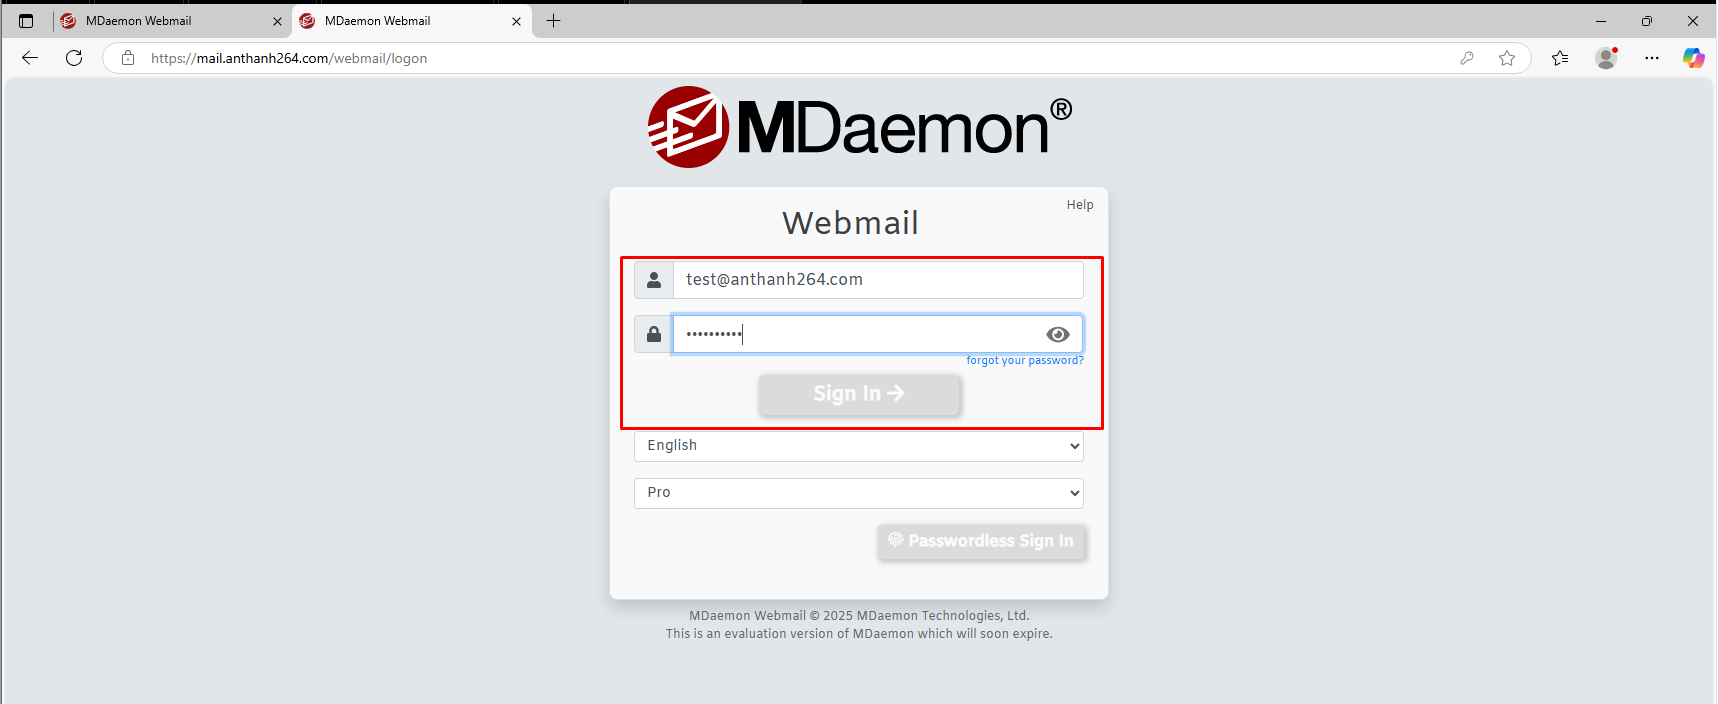 MDaemon Webmail
MDaemon Webmail
https://mail.anthanh264.com/webmail/logon
MDaemon®
Help
Webmail
test@anthanh264.com
••••••••••
forgot your password?
Sign In
English
Pro
Passwordless Sign In
MDaemon Webmail © 2025 MDaemon Technologies, Ltd.
This is an evaluation version of MDaemon which will soon expire.